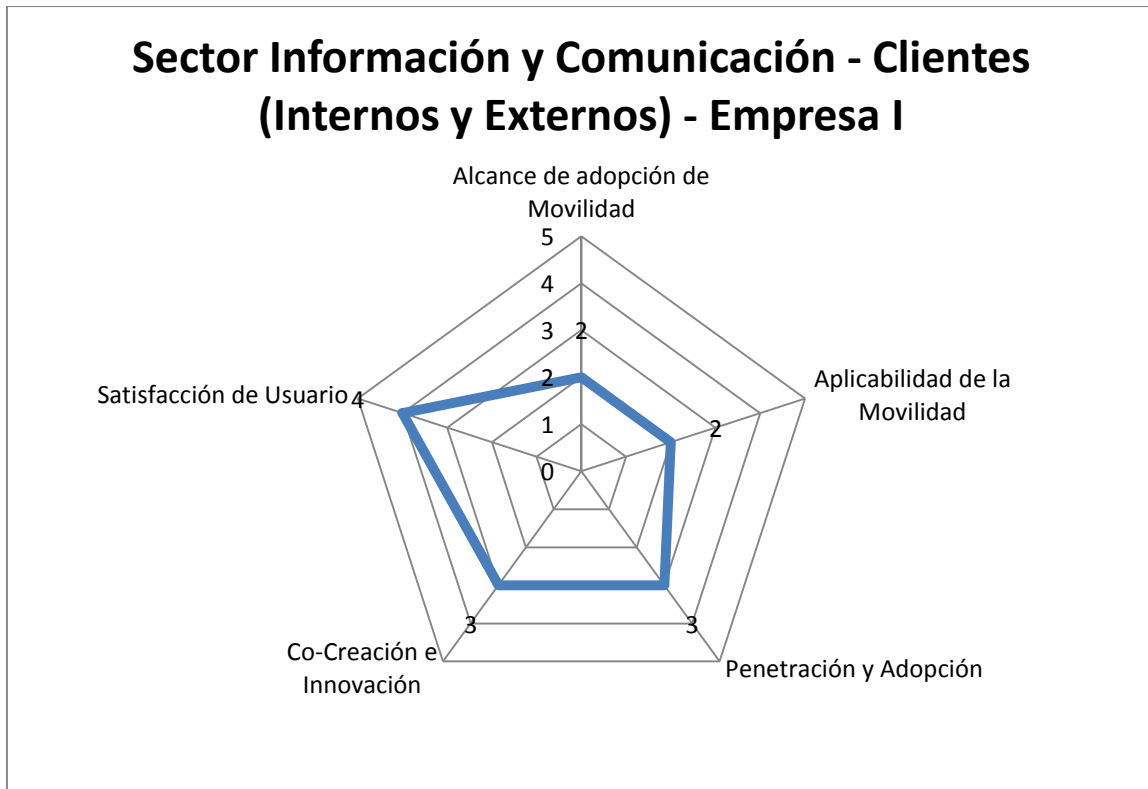 Sector Información y Comunicación - Clientes
(Internos y Externos) - Empresa I
Alcance de adopción de
Movilidad
5
4
3
2
2
1
0
Aplicabilidad de la
Movilidad
2
Satisfacción de Usuario
4
Co-Creación e
Innovación
3
3
Penetración y Adopción